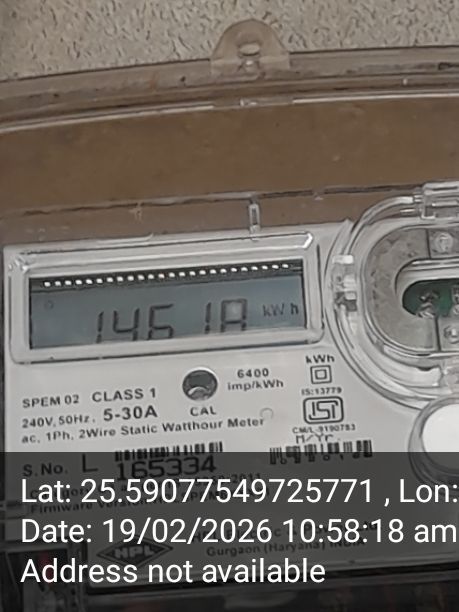 kWh
6400
imp/kWh
kWh
IS:13779
SPEM 02 CLASS 1
240V, 50Hz, 5-30A
CAL
ac, 1Ph, 2Wire Static Watthour Meter
CM/L-9190783
M/Yr.
S.No. L 165334
Lat: 25.59077549725771 , Lon:
Date: 19/02/2026 10:58:18 am
HPL
Gurgaon (Haryana) INDIA
Address not available